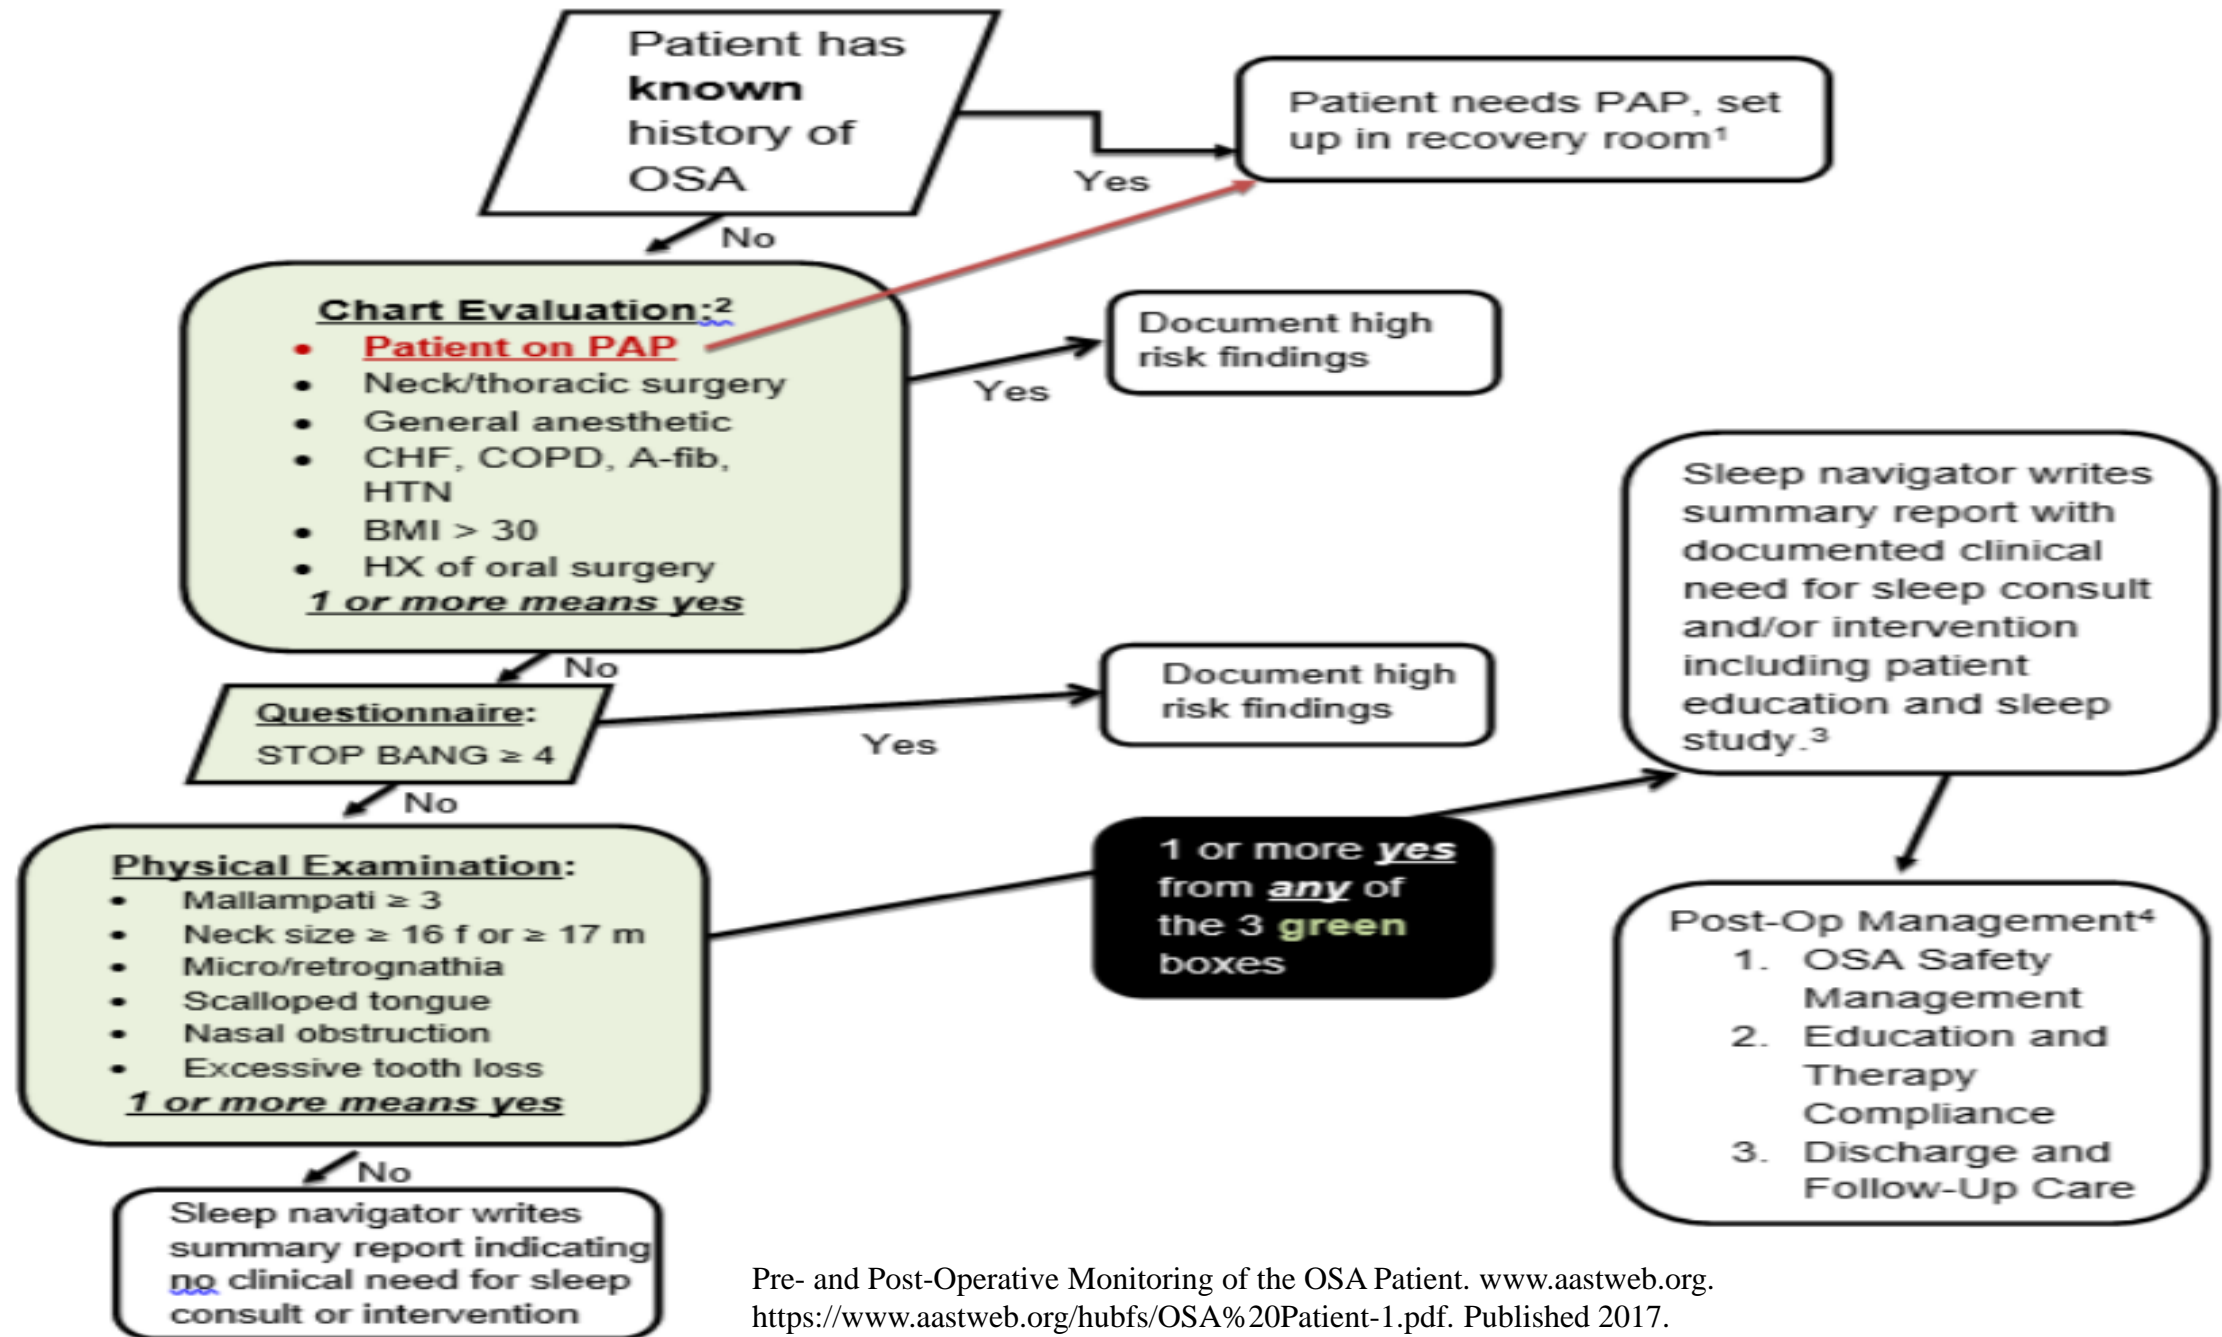 Patient has
known
history of
OSA
Yes
Patient needs PAP, set
up in recovery room¹
No
Chart Evaluation:²
• Patient on PAP
• Neck/thoracic surgery
• General anesthetic
• CHF, COPD, A-fib,
HTN
• BMI > 30
• HX of oral surgery
1 or more means yes
Yes
Document high
risk findings
No
Questionnaire:
STOP BANG ≥ 4
Yes
Document high
risk findings
No
Physical Examination:
• Mallampati ≥ 3
• Neck size ≥ 16 f or ≥ 17 m
• Micro/retrognathia
• Scalloped tongue
• Nasal obstruction
• Excessive tooth loss
1 or more means yes
1 or more yes
from any of
the 3 green
boxes
Sleep navigator writes
summary report with
documented clinical
need for sleep consult
and/or intervention
including patient
education and sleep
study.³
Post-Op Management⁴
1. OSA Safety
Management
2. Education and
Therapy
Compliance
3. Discharge and
Follow-Up Care
No
Sleep navigator writes
summary report indicating
no clinical need for sleep
consult or intervention
Pre- and Post-Operative Monitoring of the OSA Patient. www.aastweb.org.
https://www.aastweb.org/hubfs/OSA%20Patient-1.pdf. Published 2017.